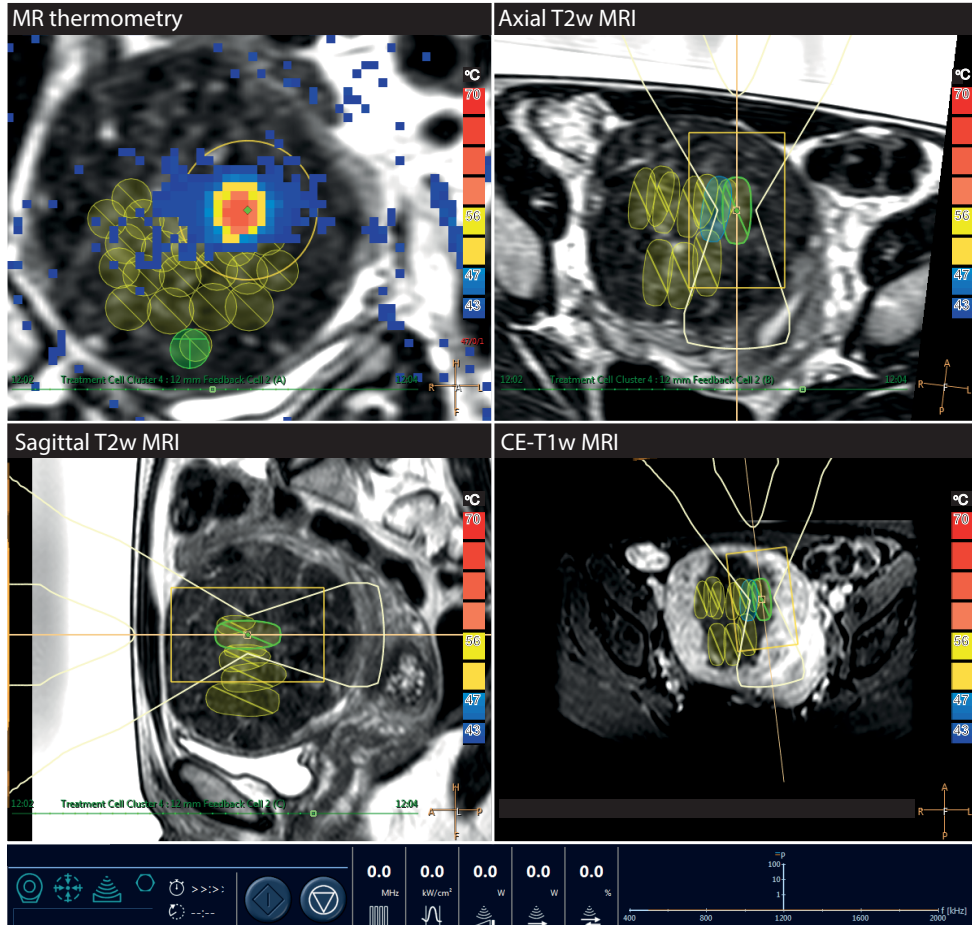 MR thermometry
Axial T2w MRI
°C
70
56
47
43
°C
70
56
47
43
H
R A L
F
A
R F L
P
12:02 Treatment Cell Cluster 4 : 12 mm Feedback Cell 2 (A) 12:04
12:02 Treatment Cell Cluster 4 : 12 mm Feedback Cell 2 (B) 12:04
Sagittal T2w MRI
CE-T1w MRI
°C
70
56
47
43
°C
70
56
47
43
12:02 Treatment Cell Cluster 4 : 12 mm Feedback Cell 2 (C) 12:04
H
A L P
F
A
R F L
P
>>:>:
--:--
0.0
MHz
0.0
kW/cm²
0.0
W
0.0
W
0.0
%
=p
100
10
1
400 800 1200 1600 2000
f [kHz]